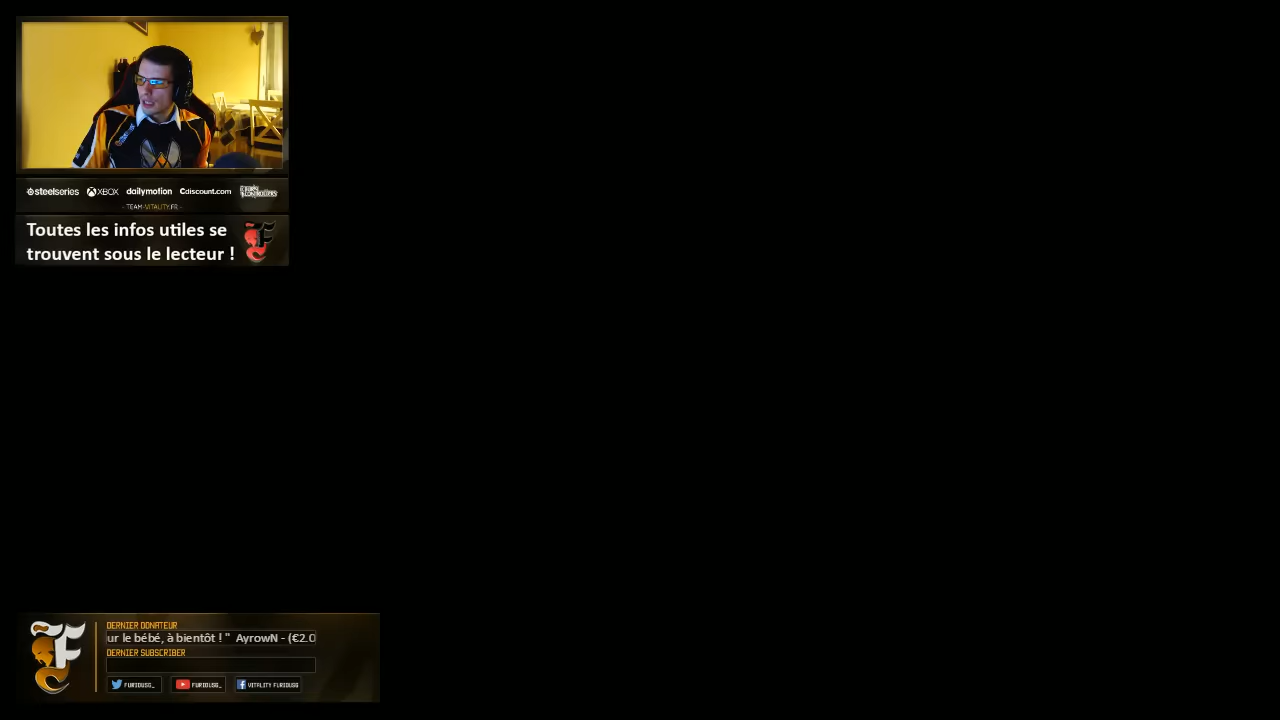 steelseries XBOX dailymotion Cdiscount.com
- TEAM-VITALITY.FR -
Toutes les infos utiles se
trouvent sous le lecteur !
DERNIER DONATEUR
ur le bébé, à bientôt ! " AyrowN - (€2.0
DERNIER SUBSCRIBER
FURIOUSG_ FURIOUSG_ VITALITY FURIOUSG